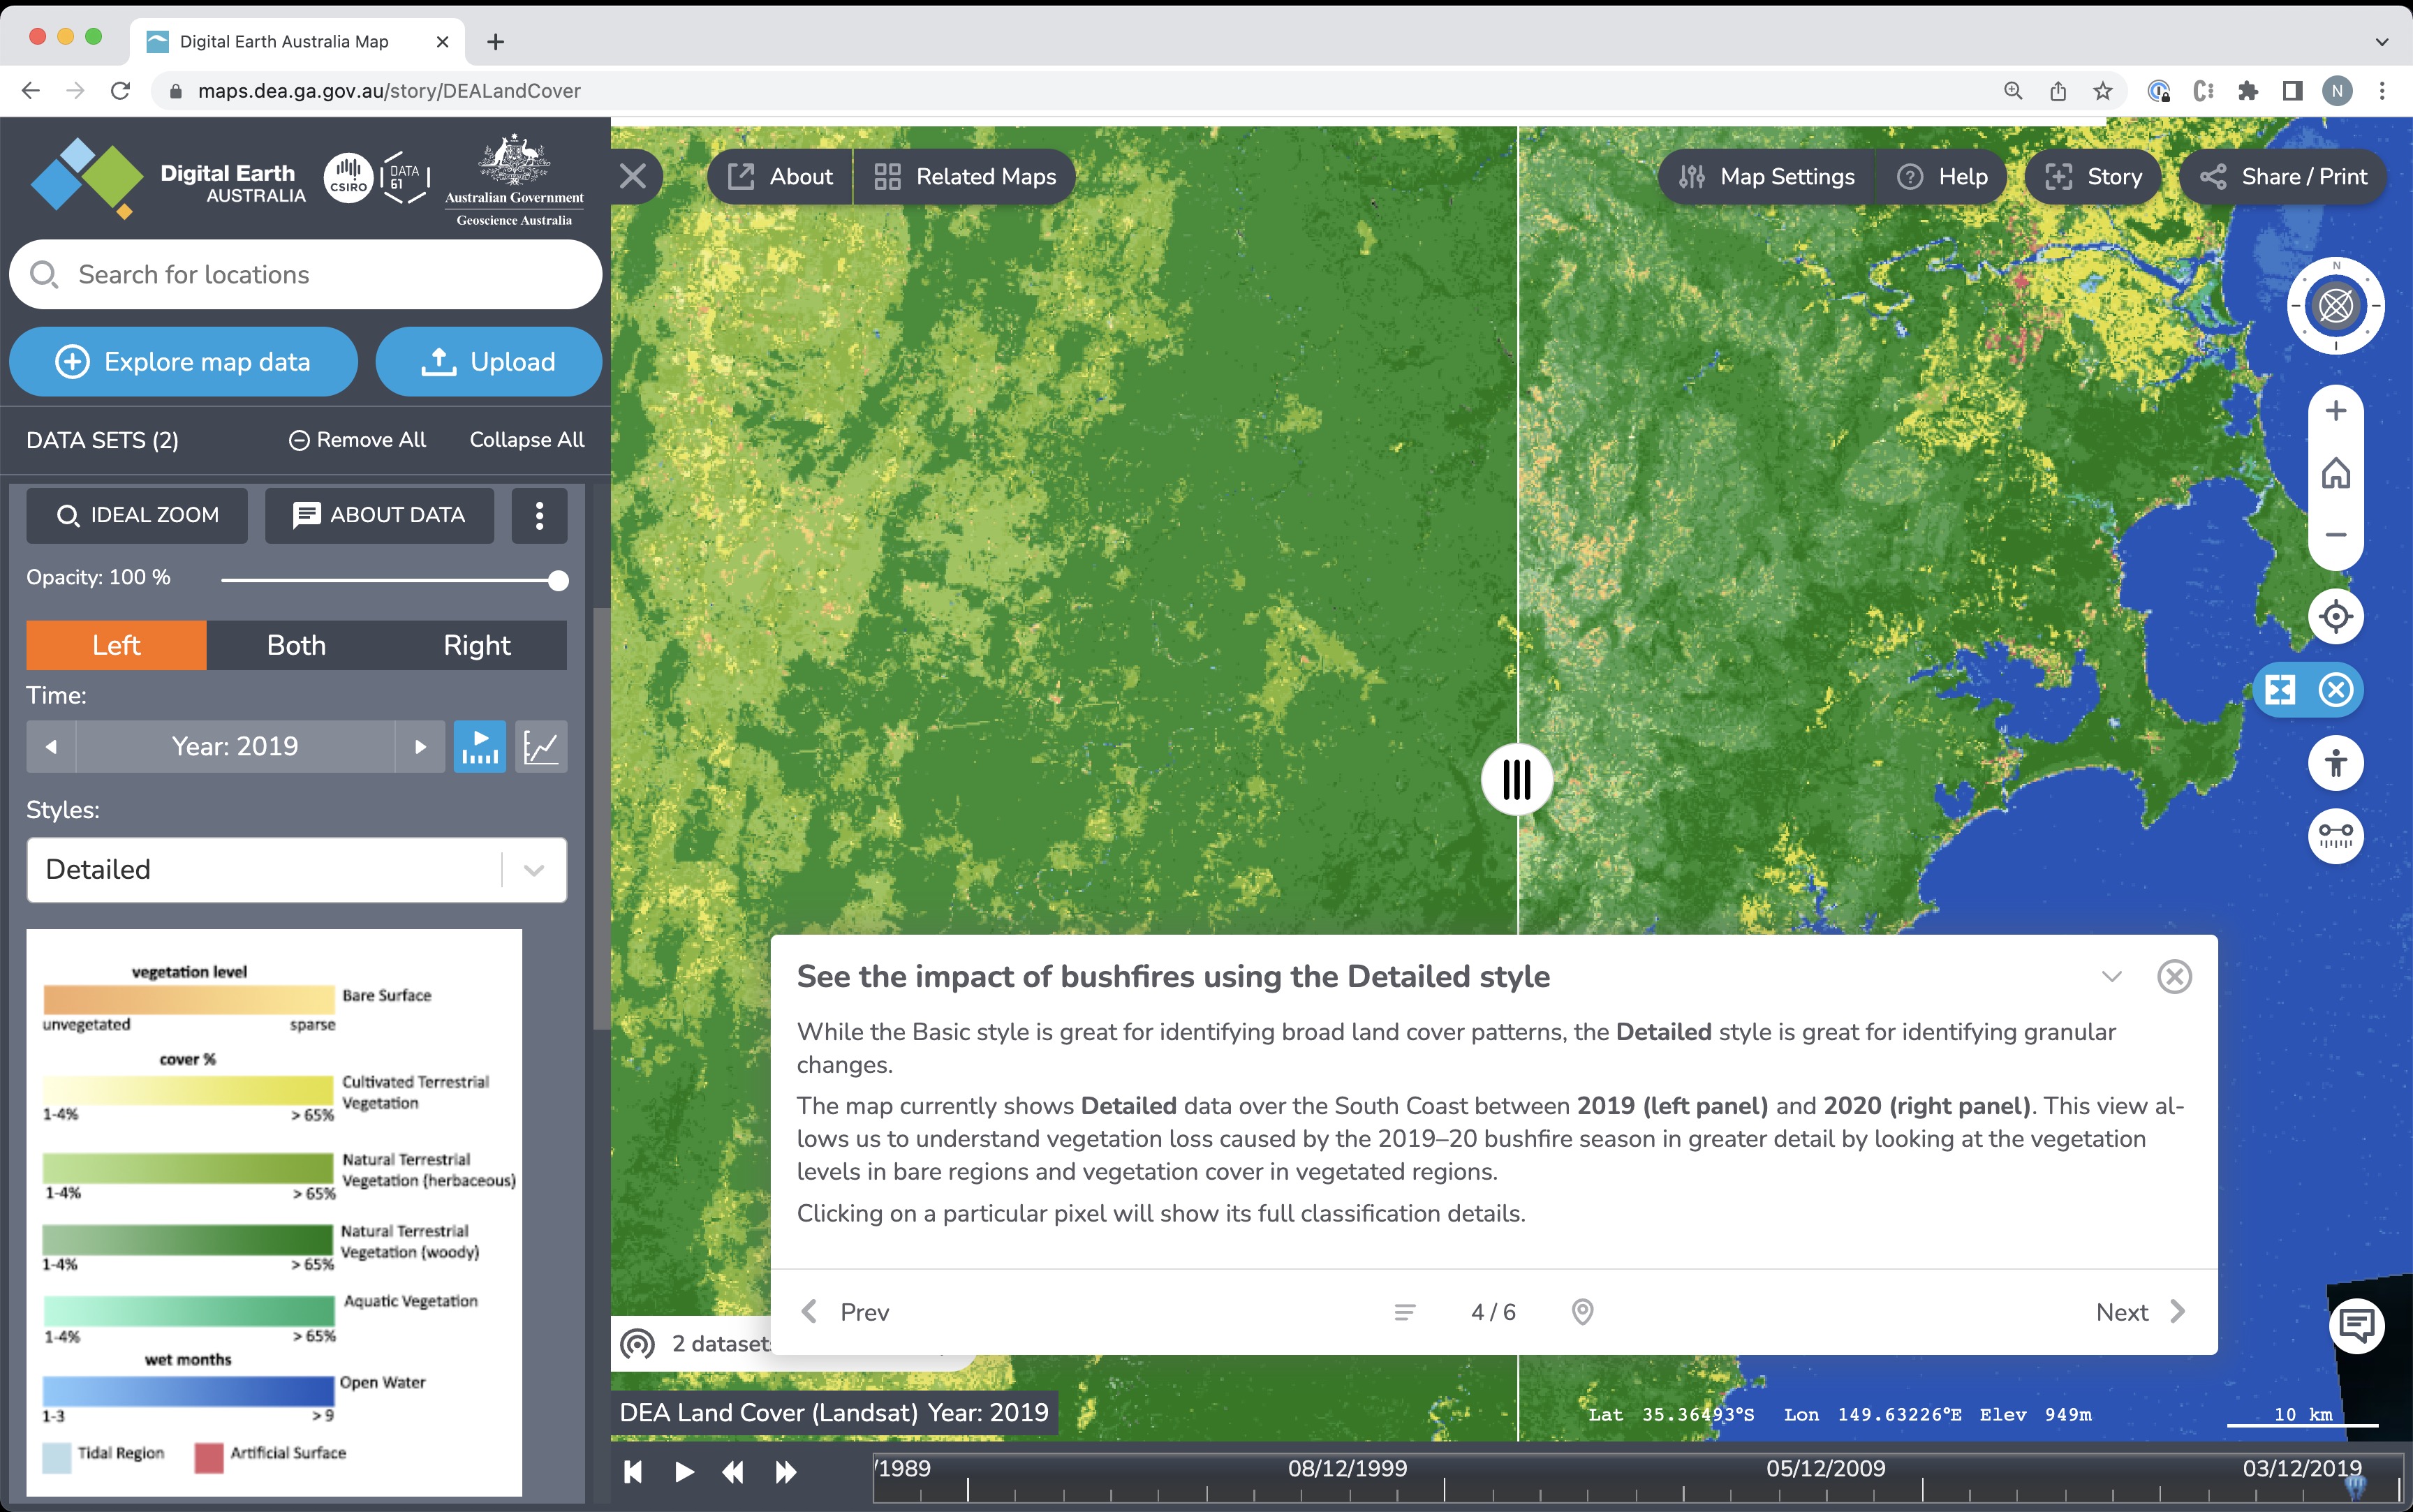 Digital Earth Australia Map
maps.dea.ga.gov.au/story/DEALandCover
N
Digital Earth
AUSTRALIA
CSIRO
DATA
61
Australian Government
Geoscience Australia
About
Related Maps
Map Settings
Help
Story
Share / Print
Search for locations
Explore map data
Upload
DATA SETS (2)
Remove All
Collapse All
IDEAL ZOOM
ABOUT DATA
Opacity: 100 %
Left
Both
Right
Time:
Year: 2019
Styles:
Detailed
vegetation level
Bare Surface
unvegetated
sparse
cover %
Cultivated Terrestrial
Vegetation
1-4%
> 65%
Natural Terrestrial
Vegetation (herbaceous)
1-4%
> 65%
Natural Terrestrial
Vegetation (woody)
1-4%
> 65%
Aquatic Vegetation
1-4%
> 65%
wet months
Open Water
1-3
> 9
Tidal Region
Artificial Surface
N
See the impact of bushfires using the Detailed style
While the Basic style is great for identifying broad land cover patterns, the Detailed style is great for identifying granular
changes.
The map currently shows Detailed data over the South Coast between 2019 (left panel) and 2020 (right panel). This view al-
lows us to understand vegetation loss caused by the 2019–20 bushfire season in greater detail by looking at the vegetation
levels in bare regions and vegetation cover in vegetated regions.
Clicking on a particular pixel will show its full classification details.
Prev
4 / 6
Next
2 dataset
DEA Land Cover (Landsat) Year: 2019
Lat 35.36493°S Lon 149.63226°E Elev 949m
10 km
/1989
08/12/1999
05/12/2009
03/12/2019